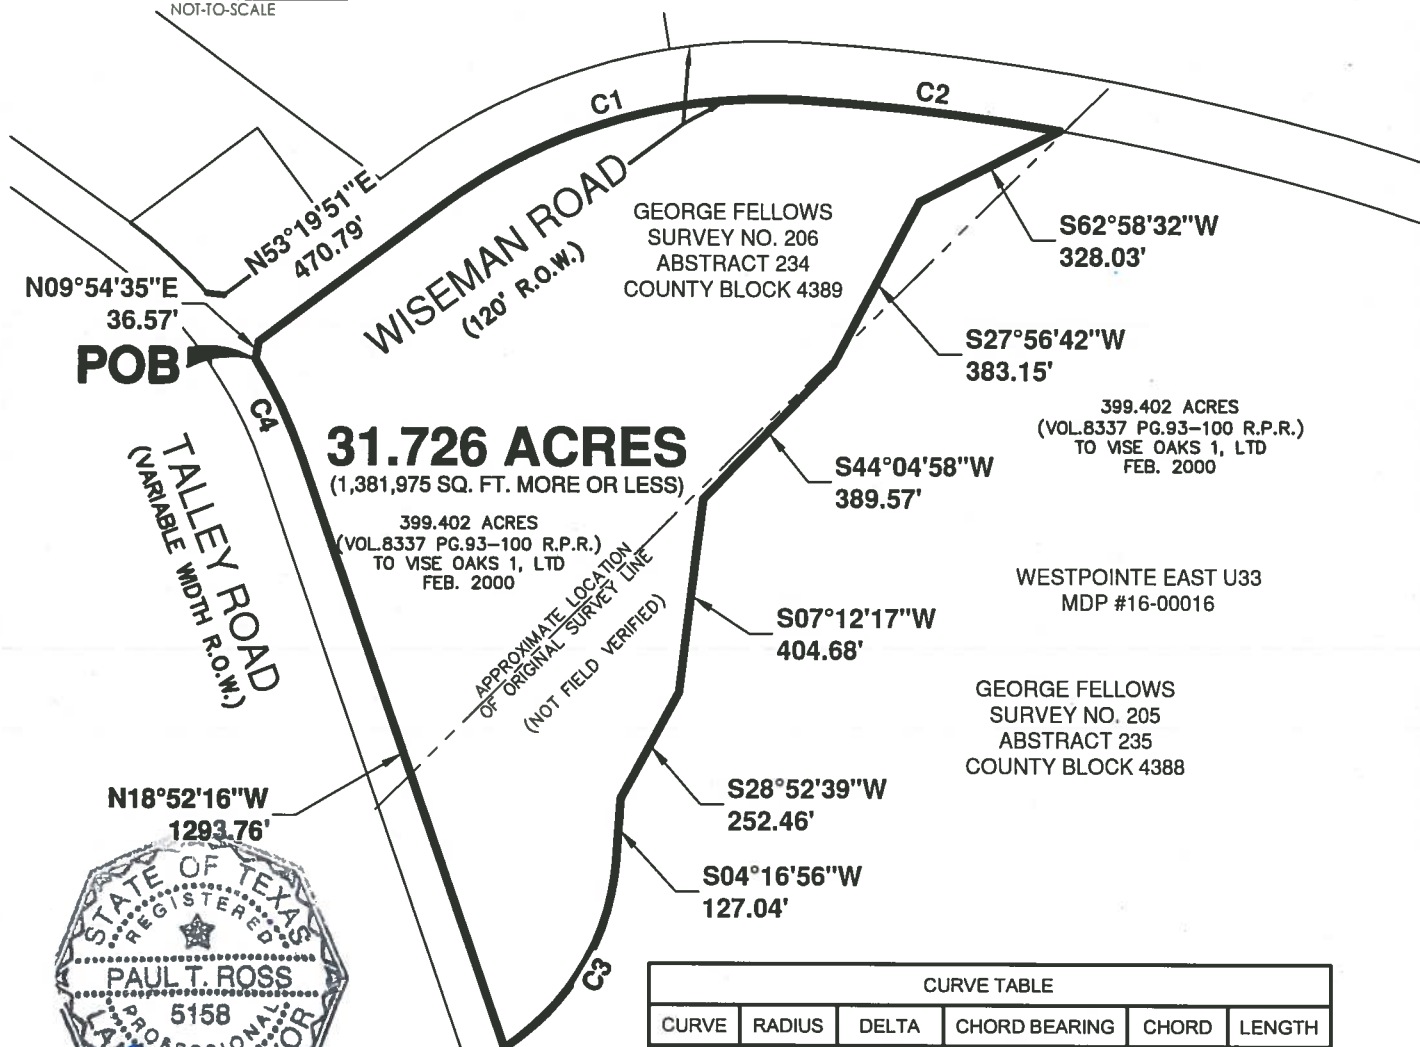 NOT-TO-SCALE
C1
C2
N53°19'51"E
470.79'
WISEMAN ROAD
(120' R.O.W.)
GEORGE FELLOWS
SURVEY NO. 206
ABSTRACT 234
COUNTY BLOCK 4389
S62°58'32"W
328.03'
N09°54'35"E
36.57'
POB
C4
S27°56'42"W
383.15'
399.402 ACRES
(VOL.8337 PG.93-100 R.P.R.)
TO VISE OAKS 1, LTD
FEB. 2000
31.726 ACRES
(1,381,975 SQ. FT. MORE OR LESS)
399.402 ACRES
(VOL.8337 PG.93-100 R.P.R.)
TO VISE OAKS 1, LTD
FEB. 2000
S44°04'58"W
389.57'
TALLEY ROAD
(VARIABLE WIDTH R.O.W.)
APPROXIMATE LOCATION
OF ORIGINAL SURVEY LINE
(NOT FIELD VERIFIED)
WESTPOINTE EAST U33
MDP #16-00016
S07°12'17"W
404.68'
GEORGE FELLOWS
SURVEY NO. 205
ABSTRACT 235
COUNTY BLOCK 4388
N18°52'16"W
1293.76'
S28°52'39"W
252.46'
S04°16'56"W
127.04'
C3
STATE OF TEXAS
REGISTERED
PAUL T. ROSS
5158
PROFESSIONAL
CURVE TABLE
CURVE RADIUS DELTA CHORD BEARING CHORD LENGTH